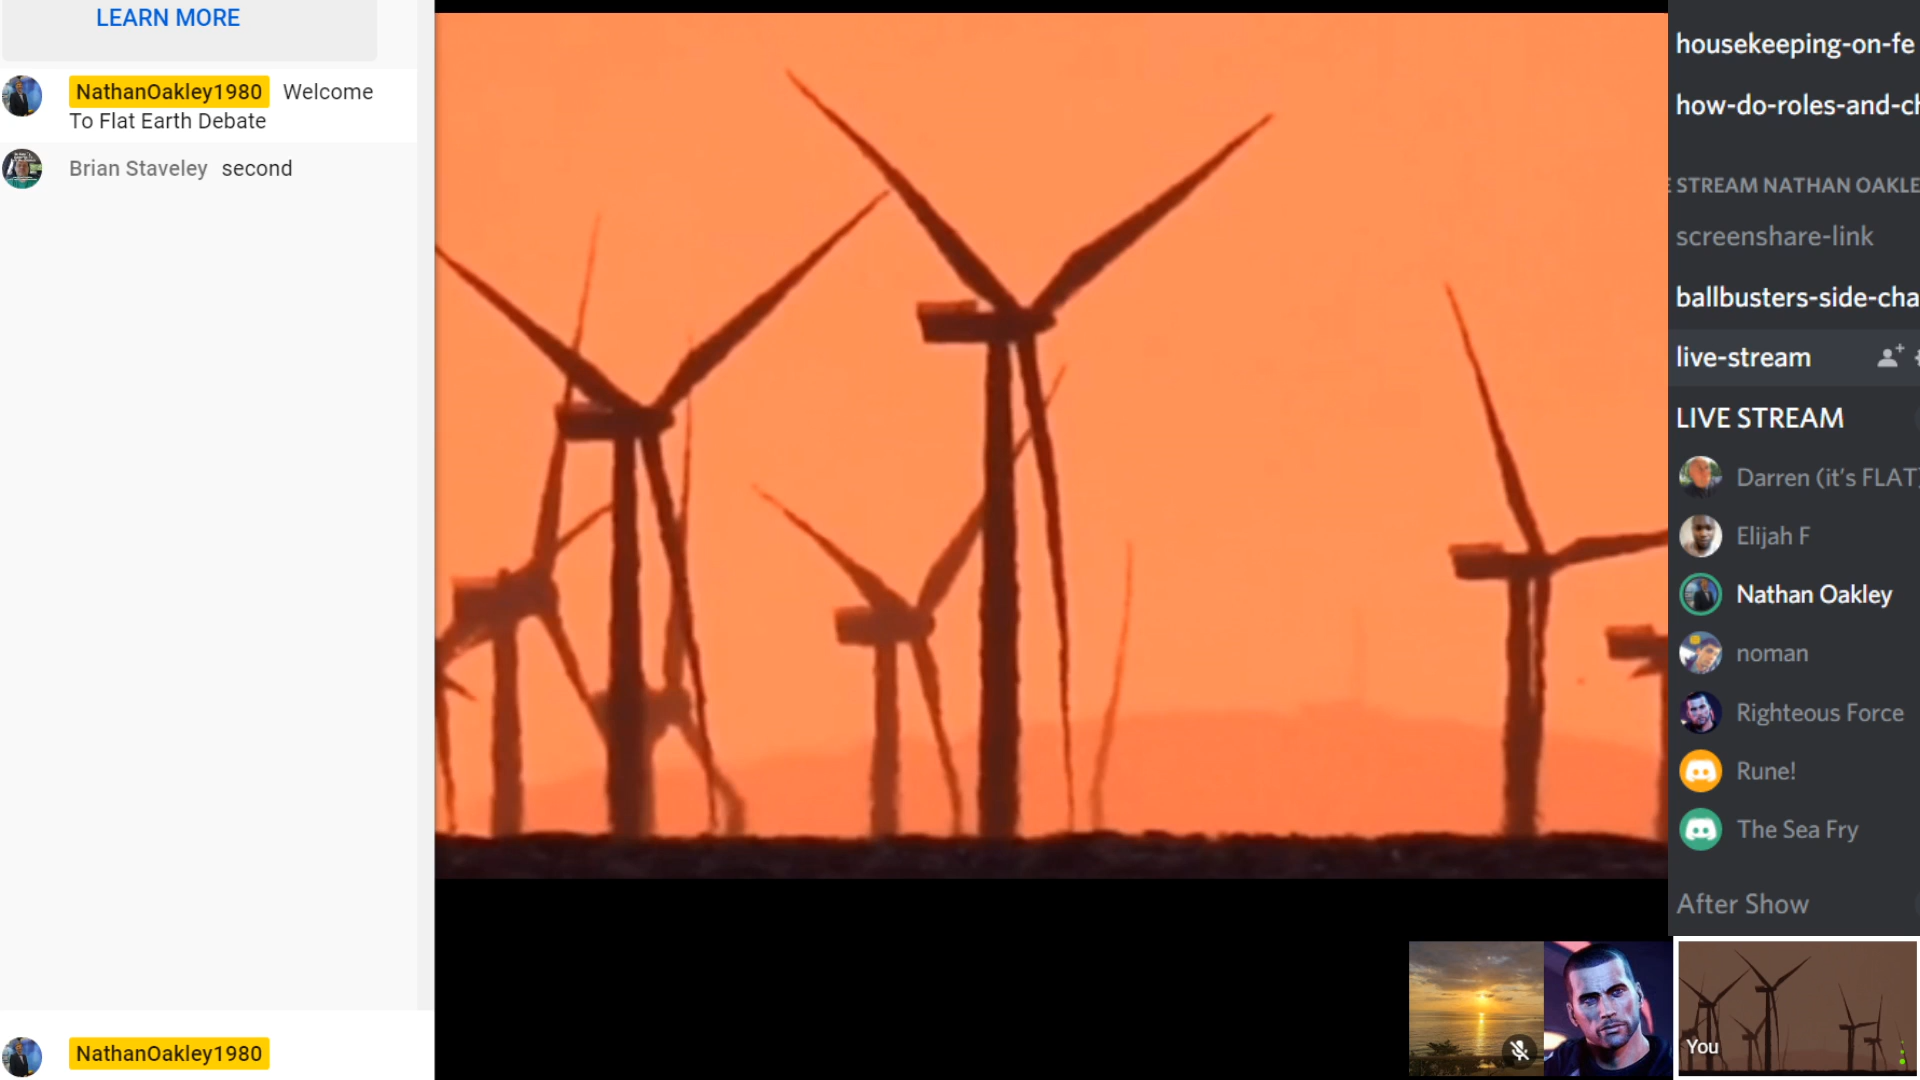 LEARN MORE
NathanOakley1980 Welcome
To Flat Earth Debate
Brian Staveley second
NathanOakley1980
housekeeping-on-fe
how-do-roles-and-ch
E STREAM NATHAN OAKLE
screenshare-link
ballbusters-side-cha
live-stream
LIVE STREAM
Darren (it's FLAT)
Elijah F
Nathan Oakley
noman
Righteous Force
Rune!
The Sea Fry
After Show
You